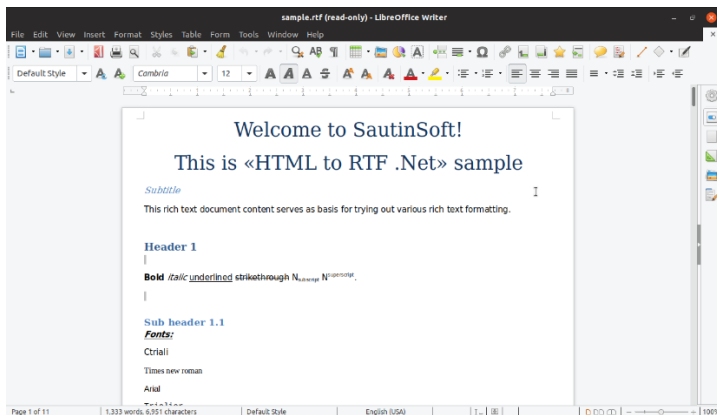 sample.rtf (read-only) - LibreOffice Writer
File Edit View Insert Format Styles Table Form Tools Window Help
Default Style Cambria 12
Welcome to SautinSoft!
This is «HTML to RTF .Net» sample
Subtitle
This rich text document content serves as basis for trying out various rich text formatting.
Header 1
Bold italic underlined strikethrough Nsubscript Nsuperscript.
Sub header 1.1
Fonts:
Ctriali
Times new roman
Arial
Page 1 of 11 1,333 words, 6,951 characters Default Style English (USA) 100%